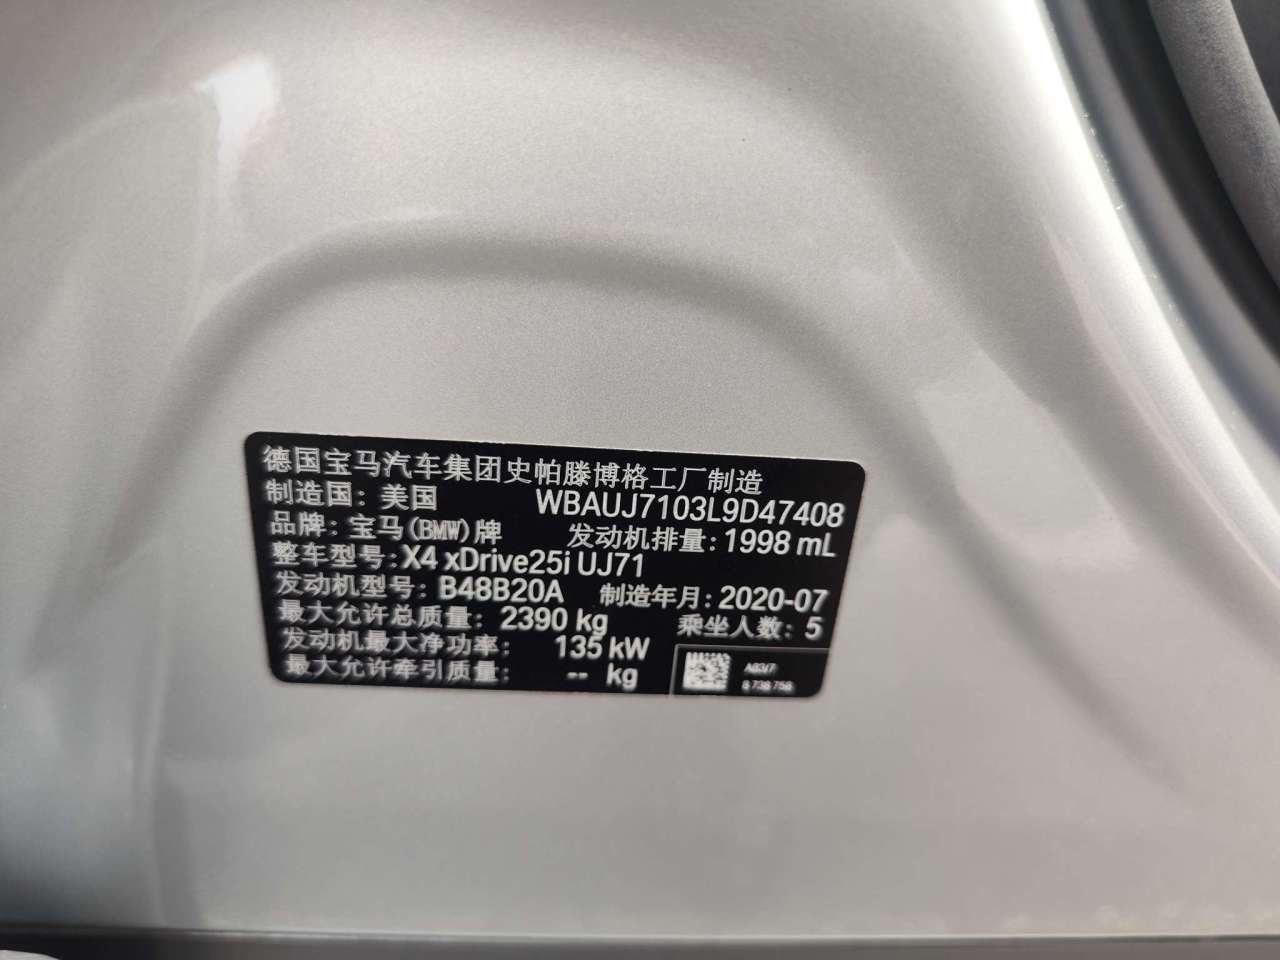 德国宝马汽车集团史帕滕博格工厂制造
制造国：美国 WBAUJ7103L9D47408
品牌：宝马(BMW)牌 发动机排量：1998 mL
整车型号：X4 xDrive25i UJ71
发动机型号：B48B20A 制造年月：2020-07
最大允许总质量：2390 kg 乘坐人数：5
发动机最大净功率：135 kW
最大允许牵引质量：-- kg
8 738 758